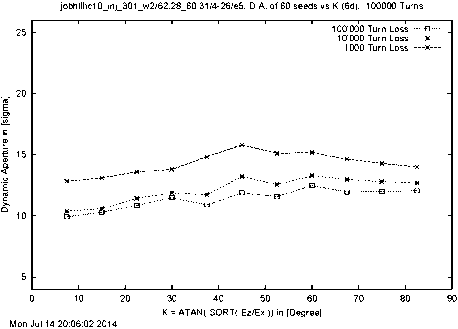 jobhllhc10_inj_301_w2/62.28_60.31/4-26/e5. D.A. of 60 seeds vs K (6d). 100000 Turns
100'000 Turn Loss
10'000 Turn Loss
1000 Turn Loss
25
20
15
10
5
Dynamic Aperture in [sigma]
0 10 20 30 40 50 60 70 80 90
K = ATAN( SQRT( Ez/Ex )) in [Degree]
Mon Jul 14 20:06:02 2014